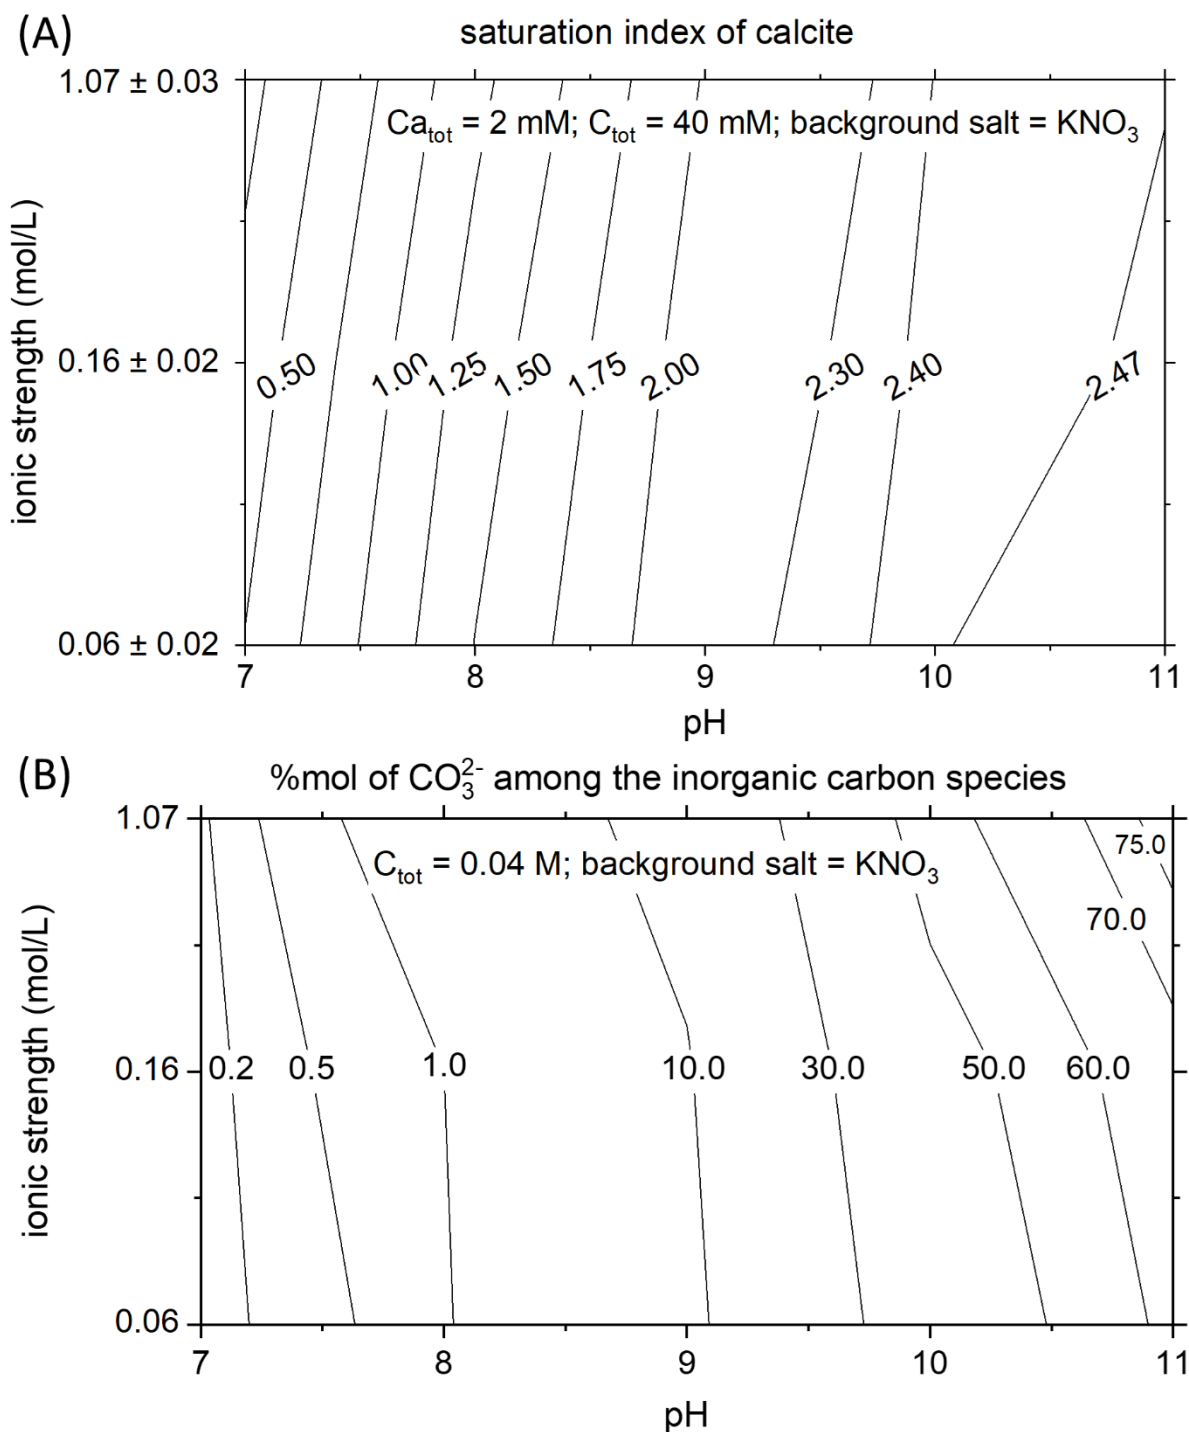 (A)
saturation index of calcite
1.07 ± 0.03
Ca_tot = 2 mM; C_tot = 40 mM; background salt = KNO₃
ionic strength (mol/L)
0.16 ± 0.02
0.50 1.00 1.25 1.50 1.75 2.00 2.30 2.40 2.47
0.06 ± 0.02
7 8 9 10 11
pH
(B)
%mol of CO₃²⁻ among the inorganic carbon species
1.07
C_tot = 0.04 M; background salt = KNO₃
75.0
70.0
ionic strength (mol/L)
0.16
0.2 0.5 1.0 10.0 30.0 50.0 60.0
0.06
7 8 9 10 11
pH